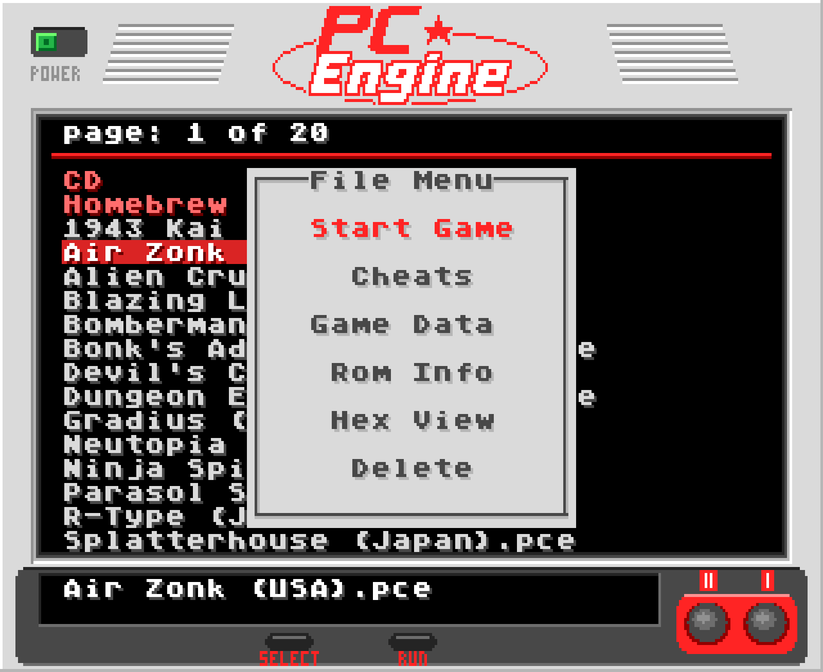 PC Engine
POWER
page: 1 of 20
CD
Homebrew
1943 Kai
Air Zonk
Alien Cru
Blazing L
Bomberman
Bonk's Ad e
Devil's C
Dungeon E e
Gradius (
Neutopia
Ninja Spi
Parasol S
R-Type (J
Splatterhouse (Japan).pce
File Menu
Start Game
Cheats
Game Data
Rom Info
Hex View
Delete
Air Zonk (USA).pce
II I
SELECT RUN